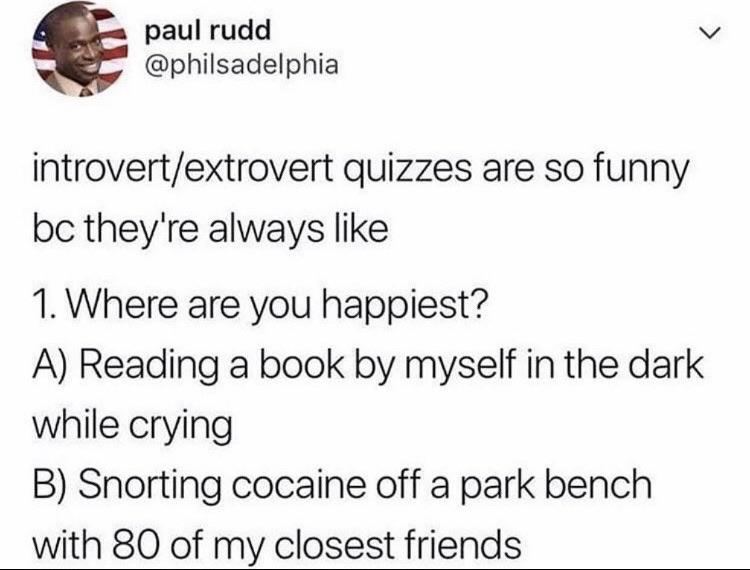 paul rudd
@philsadelphia
introvert/extrovert quizzes are so funny
bc they're always like
1. Where are you happiest?
A) Reading a book by myself in the dark
while crying
B) Snorting cocaine off a park bench
with 80 of my closest friends